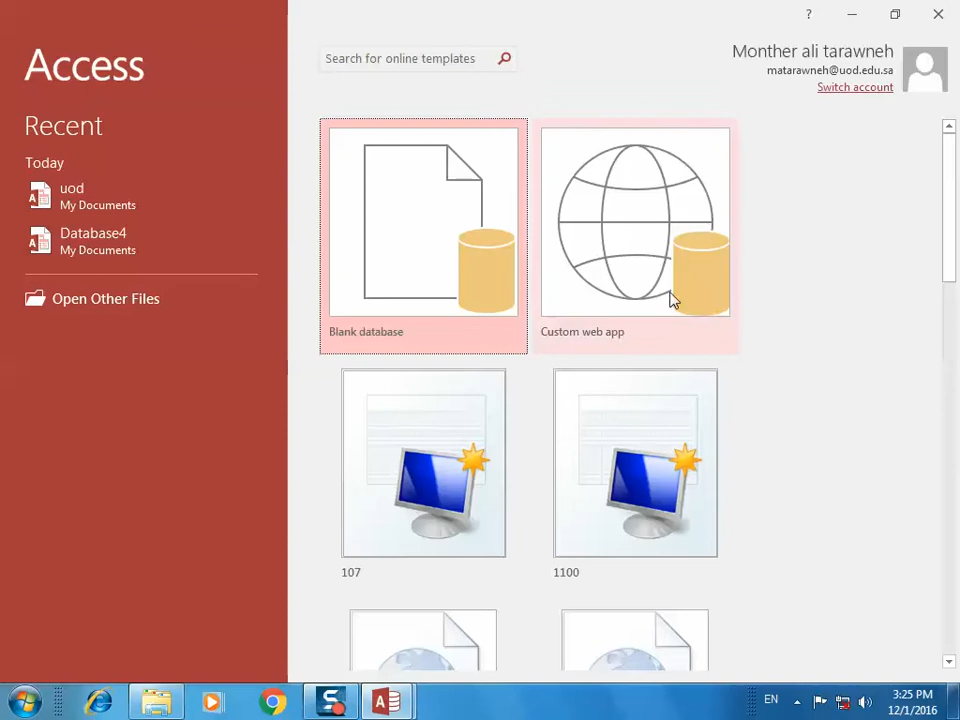 ?
Access
Recent
Today
uod
My Documents
Database4
My Documents
Open Other Files
Search for online templates
Monther ali tarawneh
matarawneh@uod.edu.sa
Switch account
Blank database
Custom web app
107
1100
EN
3:25 PM
12/1/2016